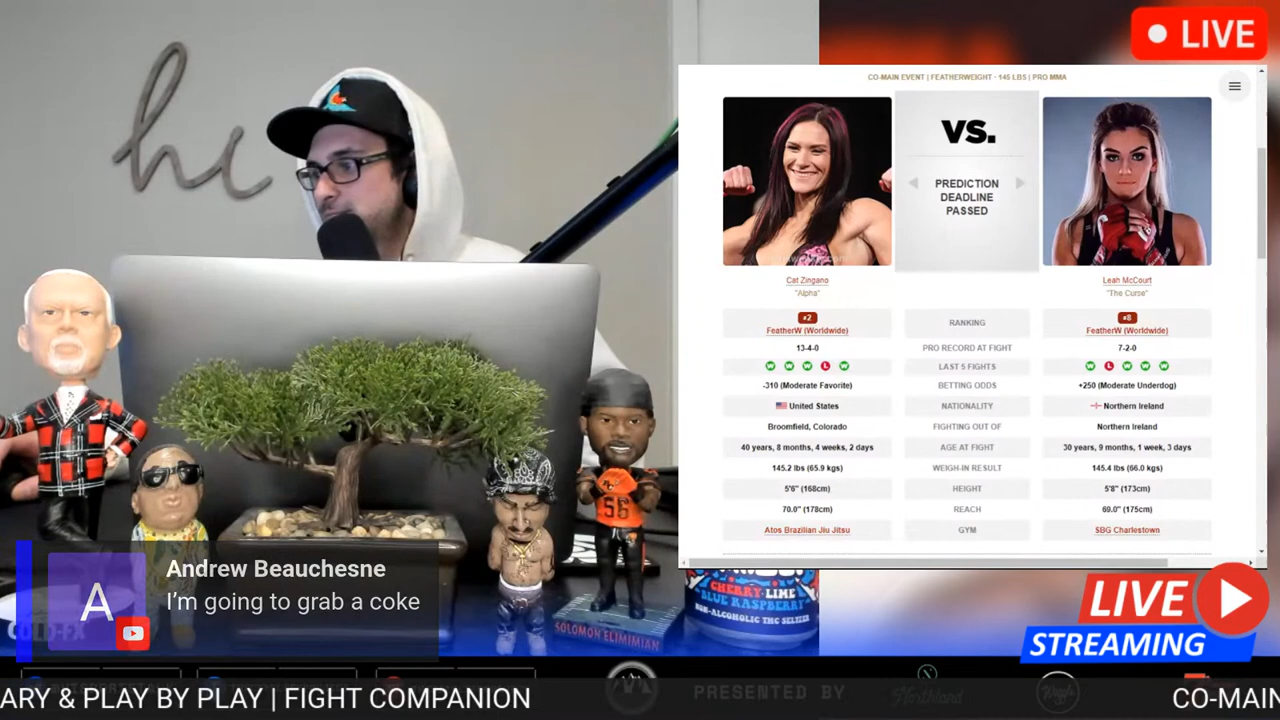 hi
LIVE
CO-MAIN EVENT | FEATHERWEIGHT · 145 LBS | PRO MMA
VS.
PREDICTION
DEADLINE
PASSED
Cat Zingano
"Alpha"
Leah McCourt
"The Curse"
#2
FeatherW (Worldwide)
RANKING
#8
FeatherW (Worldwide)
13-4-0
PRO RECORD AT FIGHT
7-2-0
W W W L W
LAST 5 FIGHTS
W L W W W
-310 (Moderate Favorite)
BETTING ODDS
+250 (Moderate Underdog)
United States
NATIONALITY
Northern Ireland
Broomfield, Colorado
FIGHTING OUT OF
Northern Ireland
40 years, 8 months, 4 weeks, 2 days
AGE AT FIGHT
30 years, 9 months, 1 week, 3 days
145.2 lbs (65.9 kgs)
WEIGH-IN RESULT
145.4 lbs (66.0 kgs)
5'6" (168cm)
HEIGHT
5'8" (173cm)
70.0" (178cm)
REACH
69.0" (175cm)
Atos Brazilian Jiu Jitsu
GYM
SBG Charlestown
56
SOLOMON ELIMIMIAN
CHERRY-LIME
BLUE RASPBERRY
NON-ALCOHOLIC THC SELTZER
Andrew Beauchesne
A
I'm going to grab a coke
COLD-FX
LIVE
STREAMING
PRESENTED BY
Northland
ARY & PLAY BY PLAY | FIGHT COMPANION
CO-MAIN